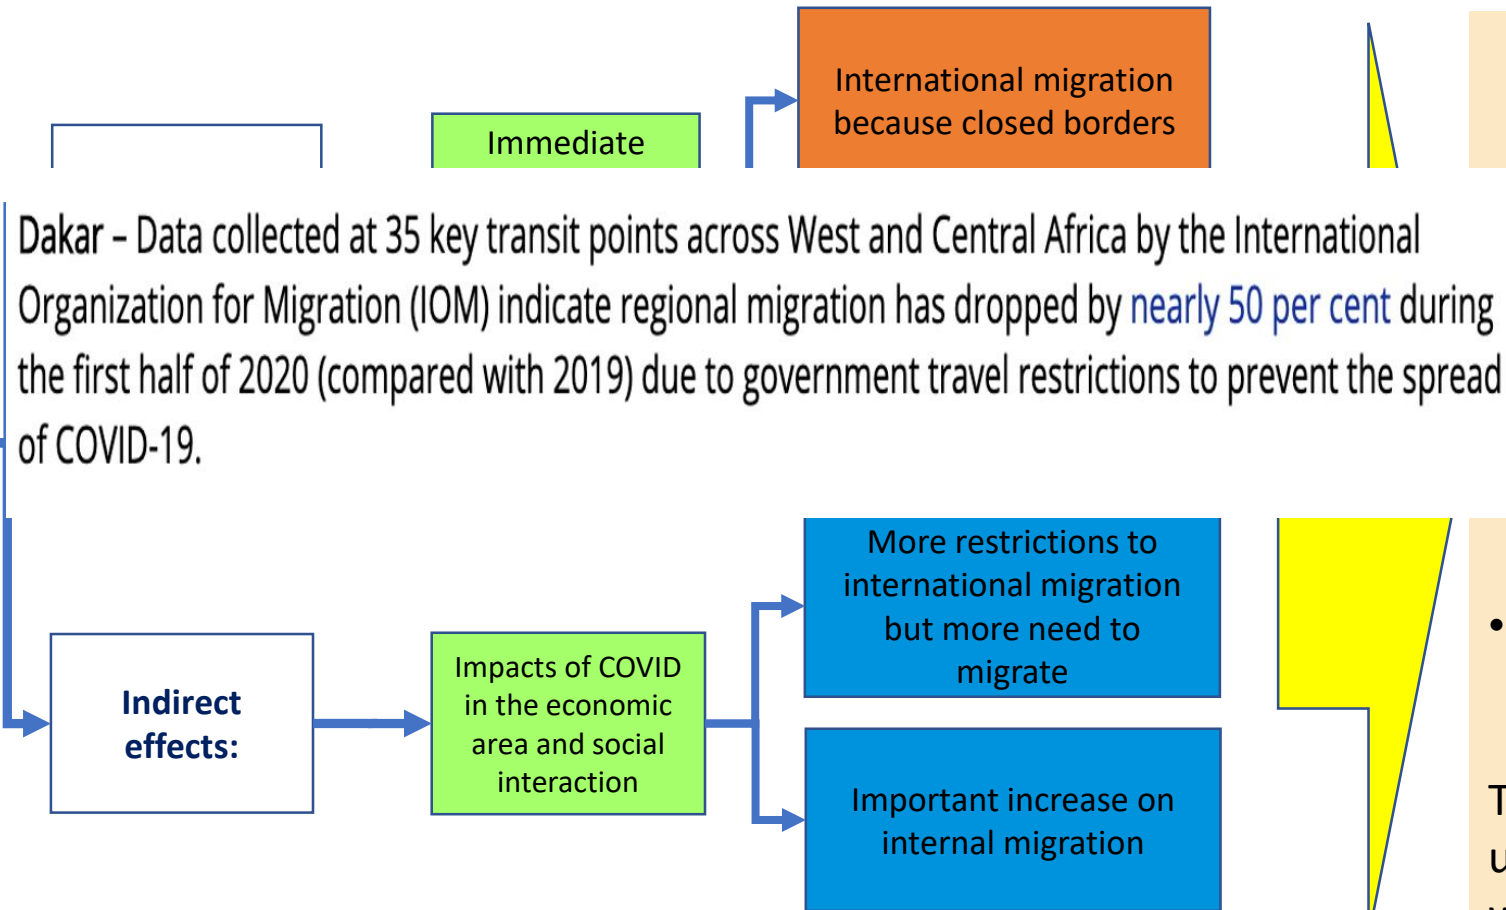 International migration
because closed borders
Immediate
Dakar – Data collected at 35 key transit points across West and Central Africa by the International
Organization for Migration (IOM) indicate regional migration has dropped by nearly 50 per cent during
the first half of 2020 (compared with 2019) due to government travel restrictions to prevent the spread
of COVID-19.
More restrictions to
international migration
but more need to
migrate
Indirect
effects:
Impacts of COVID
in the economic
area and social
interaction
Important increase on
internal migration
•